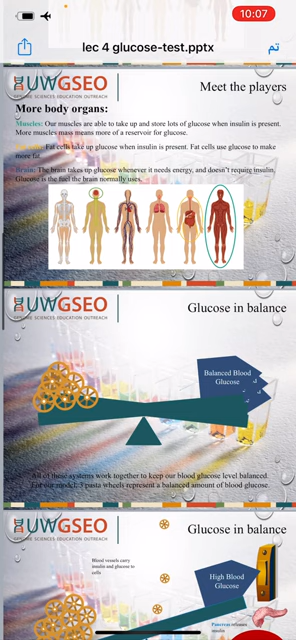 10:07
lec 4 glucose-test.pptx
تم
UWGSEO
GENOME SCIENCES EDUCATION OUTREACH
Meet the players
More body organs:
Muscles: Our muscles are able to take up and store lots of glucose when insulin is present.
More muscles mass means more of a reservoir for glucose.
Fat cells take up glucose when insulin is present. Fat cells use glucose to make
more fat.
Brain: The brain takes up glucose whenever it needs energy, and doesn't require insulin.
Glucose is the fuel the brain normally uses.
UWGSEO
GENOME SCIENCES EDUCATION OUTREACH
Glucose in balance
Balanced Blood
Glucose
All of these systems work together to keep our blood glucose level balanced.
For our model, 3 pasta wheels represent a balanced amount of blood glucose.
UWGSEO
GENOME SCIENCES EDUCATION OUTREACH
Glucose in balance
Blood vessels carry
insulin and glucose to
cells
High Blood
Glucose
Pancreas releases
insulin